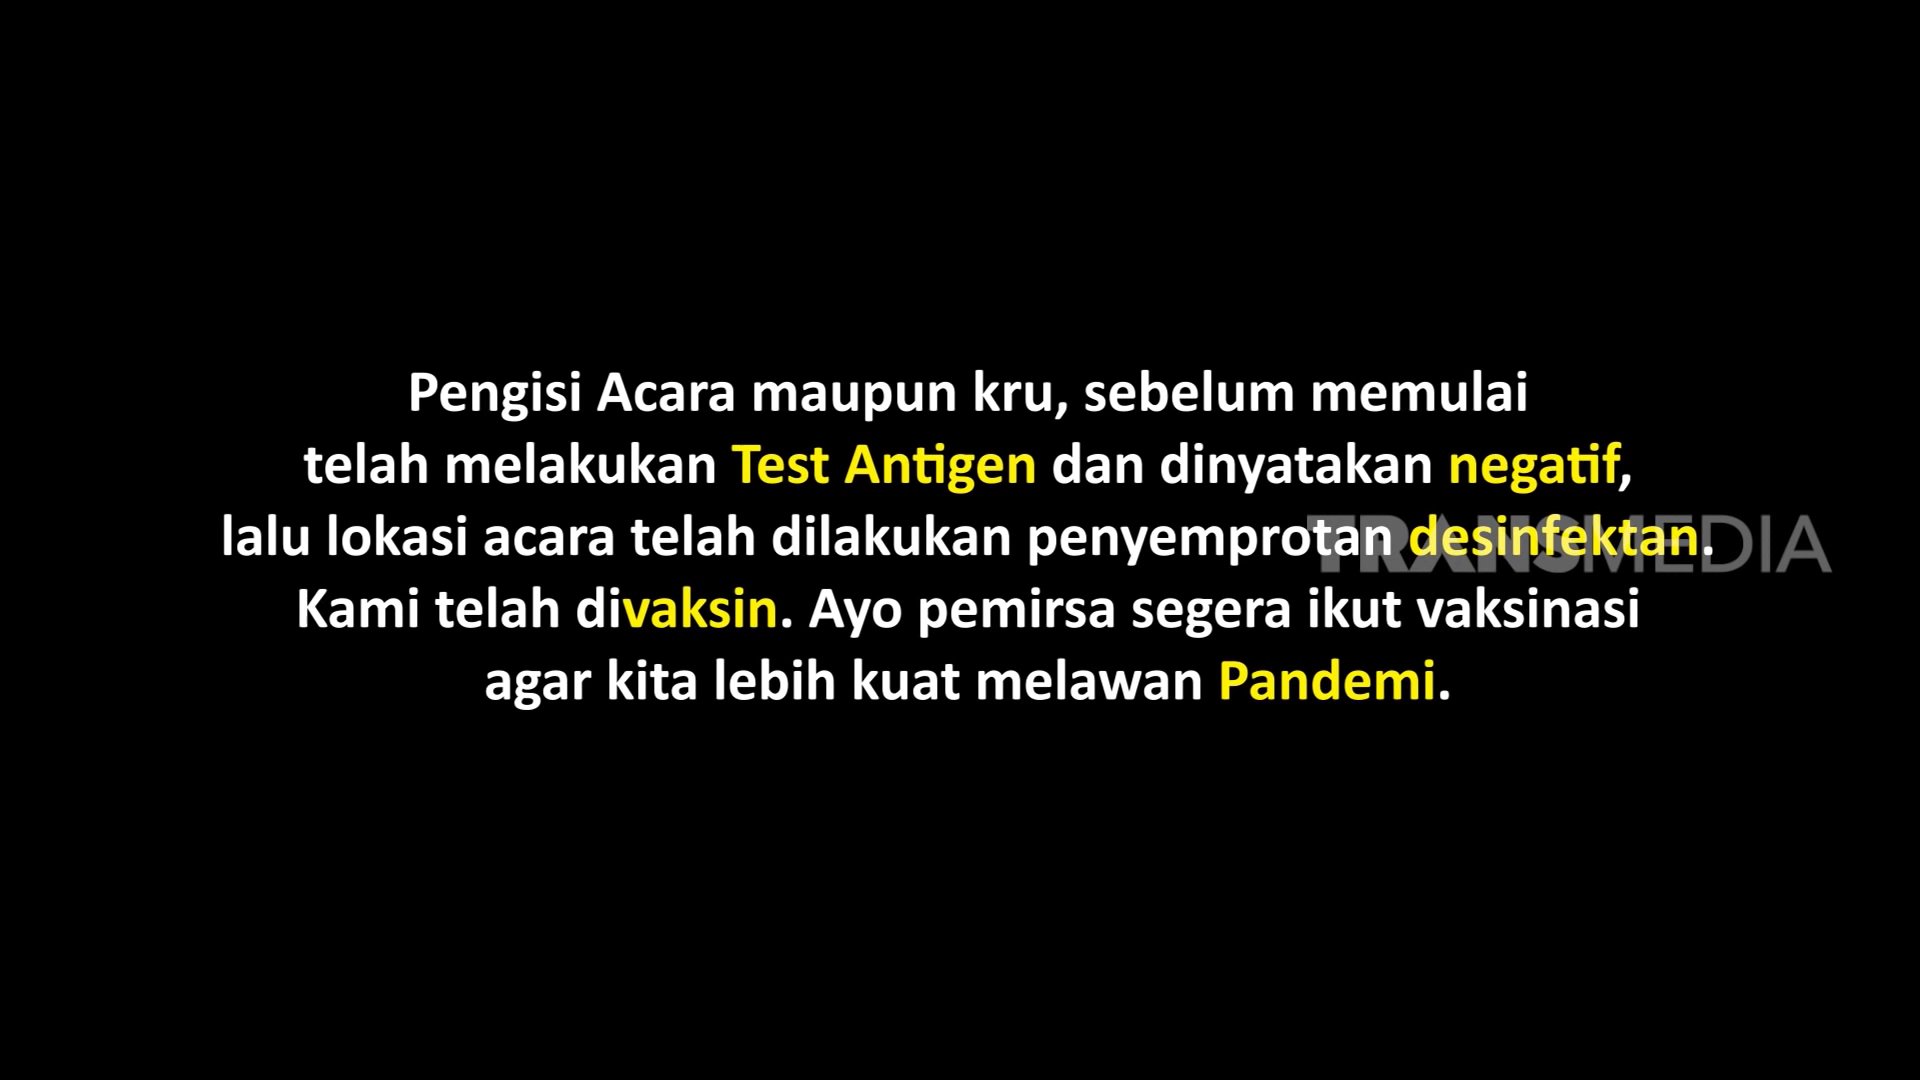 Pengisi Acara maupun kru, sebelum memulai
telah melakukan Test Antigen dan dinyatakan negatif,
lalu lokasi acara telah dilakukan penyemprotan desinfektan.
TRANSMEDIA
Kami telah divaksin. Ayo pemirsa segera ikut vaksinasi
agar kita lebih kuat melawan Pandemi.